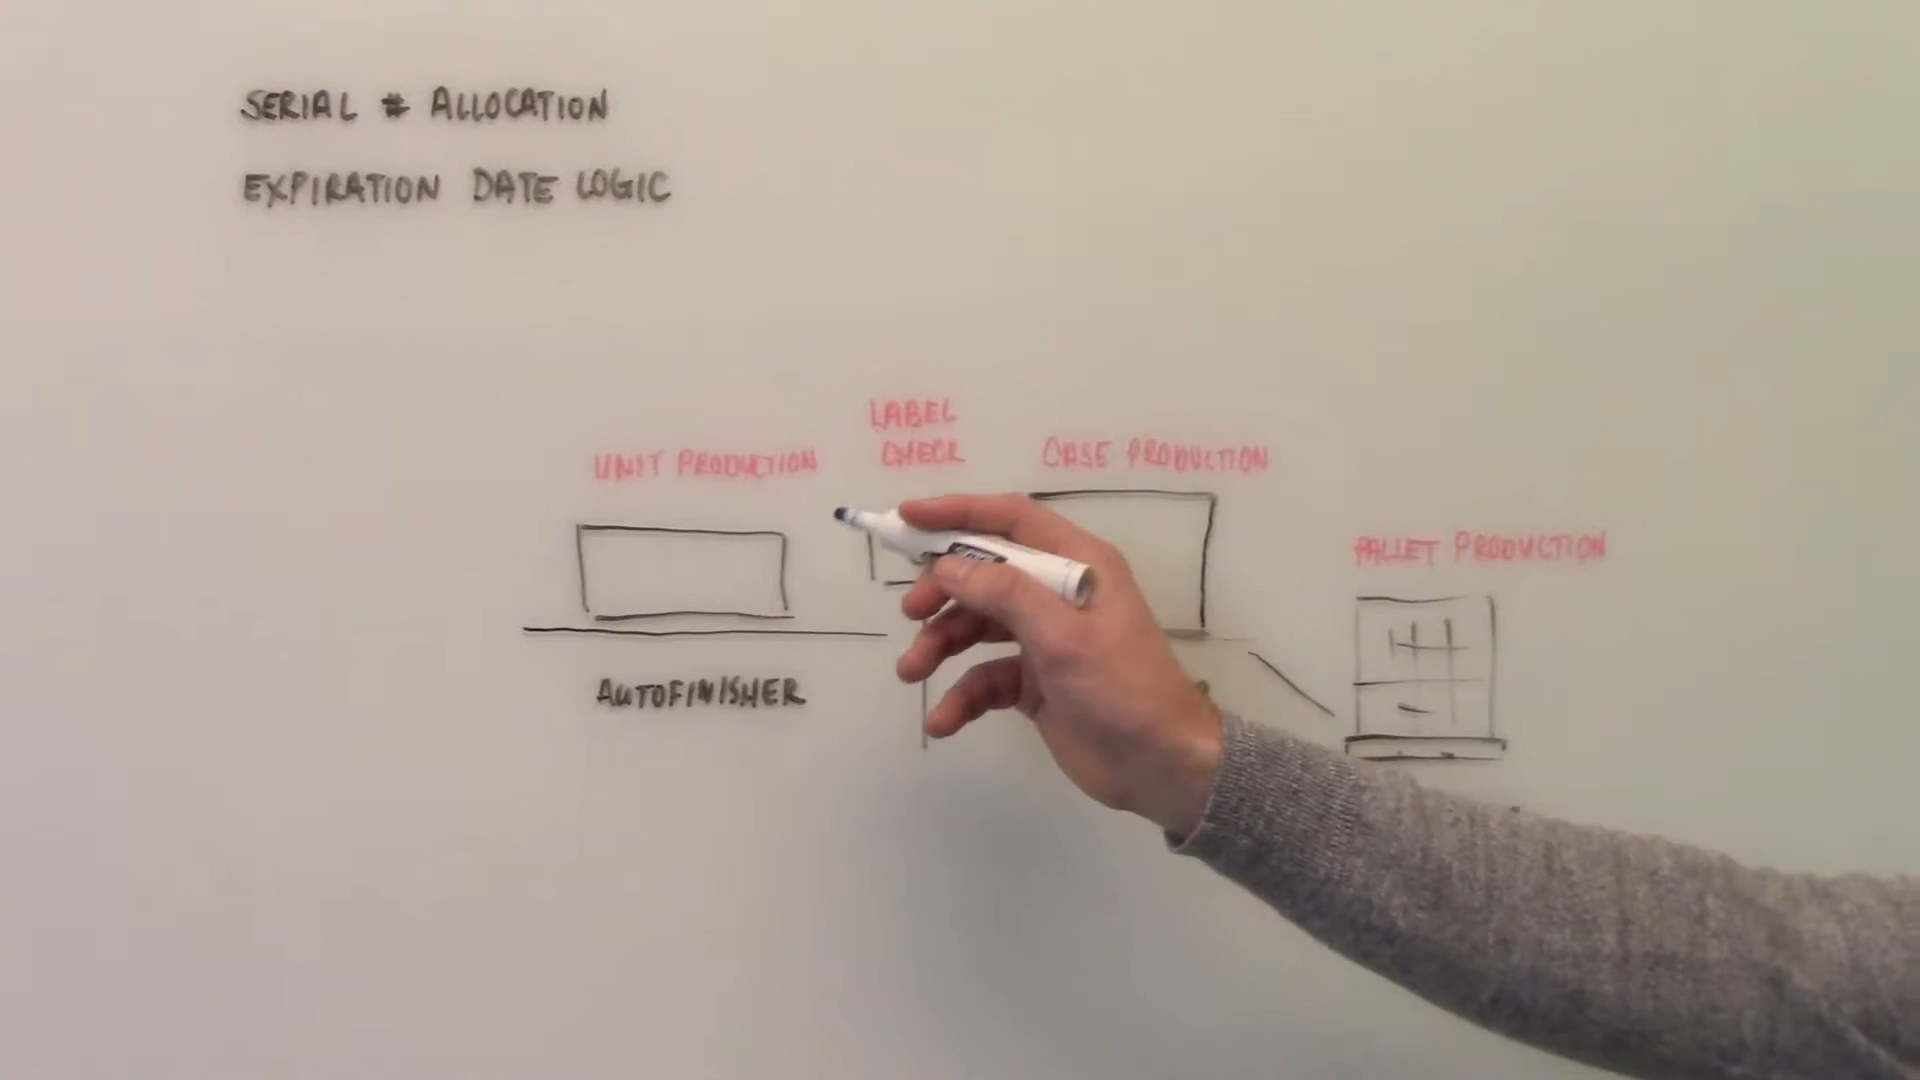 SERIAL # ALLOCATION
EXPIRATION DATE LOGIC
LABEL
CHECK
UNIT PRODUCTION
CASE PRODUCTION
PALLET PRODUCTION
AUTOFINISHER